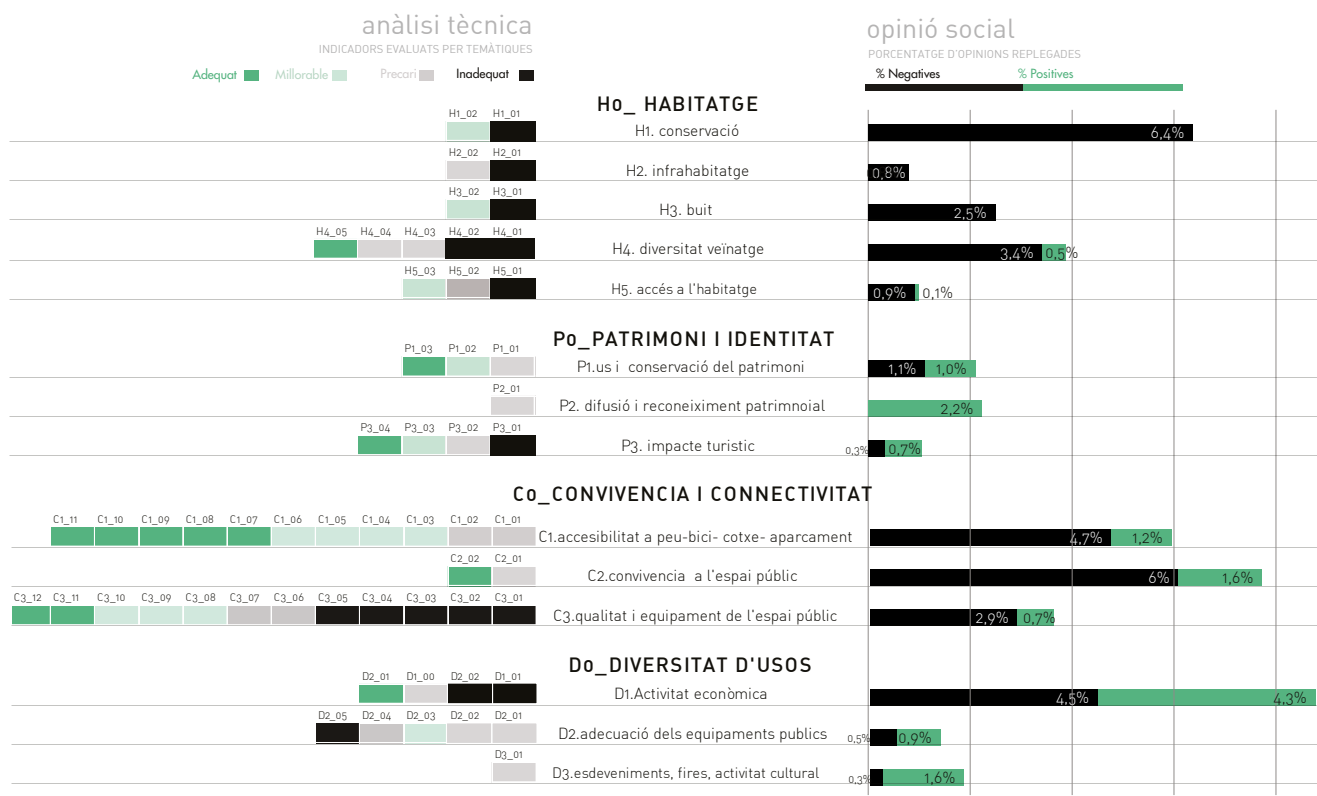 anàlisi tècnica
INDICADORS EVALUATS PER TEMÀTIQUES
Adequat Millorable Precari Inadequat
opinió social
PORCENTATGE D'OPINIONS REPLEGADES
% Negatives % Positives
H0_ HABITATGE
H1_02 H1_01
H1. conservació
6,4%
H2_02 H2_01
H2. infrahabitatge
0,8%
H3_02 H3_01
H3. buit
2,5%
H4_05 H4_04 H4_03 H4_02 H4_01
H4. diversitat veïnatge
3,4% 0,5%
H5_03 H5_02 H5_01
H5. accés a l'habitatge
0,9% 0,1%
P0_PATRIMONI I IDENTITAT
P1_03 P1_02 P1_01
P1.us i conservació del patrimoni
1,1% 1,0%
P2_01
P2. difusió i reconeiximent patrimnoial
2,2%
P3_04 P3_03 P3_02 P3_01
P3. impacte turistic
0,3% 0,7%
C0_CONVIVENCIA I CONNECTIVITAT
C1_11 C1_10 C1_09 C1_08 C1_07 C1_06 C1_05 C1_04 C1_03 C1_02 C1_01
C1.accesibilitat a peu-bici- cotxe- aparcament
4,7% 1,2%
C2_02 C2_01
C2.convivencia a l'espai públic
6% 1,6%
C3_12 C3_11 C3_10 C3_09 C3_08 C3_07 C3_06 C3_05 C3_04 C3_03 C3_02 C3_01
C3.qualitat i equipament de l'espai públic
2,9% 0,7%
D0_DIVERSITAT D'USOS
D2_01 D1_00 D2_02 D1_01
D1.Activitat econòmica
4,5% 4,3%
D2_05 D2_04 D2_03 D2_02 D2_01
D2.adecuació dels equipaments publics
0,5% 0,9%
D3_01
D3.esdeveniments, fires, activitat cultural
0,3% 1,6%